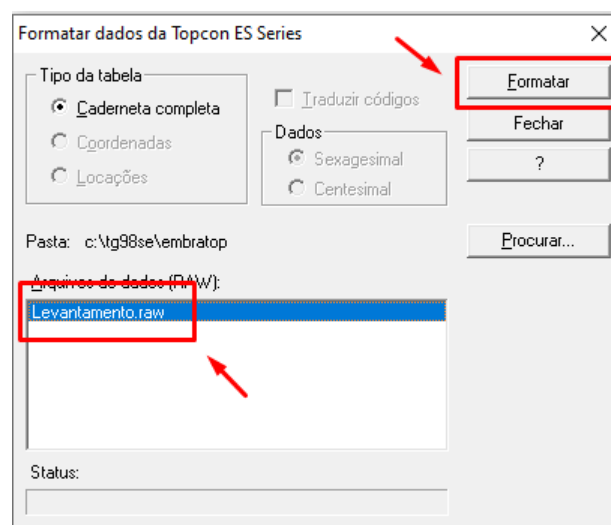 Formatar dados da Topcon ES Series
Tipo da tabela
Caderneta completa
Coordenadas
Locações
Traduzir códigos
Dados
Sexagesimal
Centesimal
Formatar
Fechar
?
Pasta: c:\tg98se\embratop
Procurar...
Arquivos de dados (RAW):
Levantamento.raw
Status: